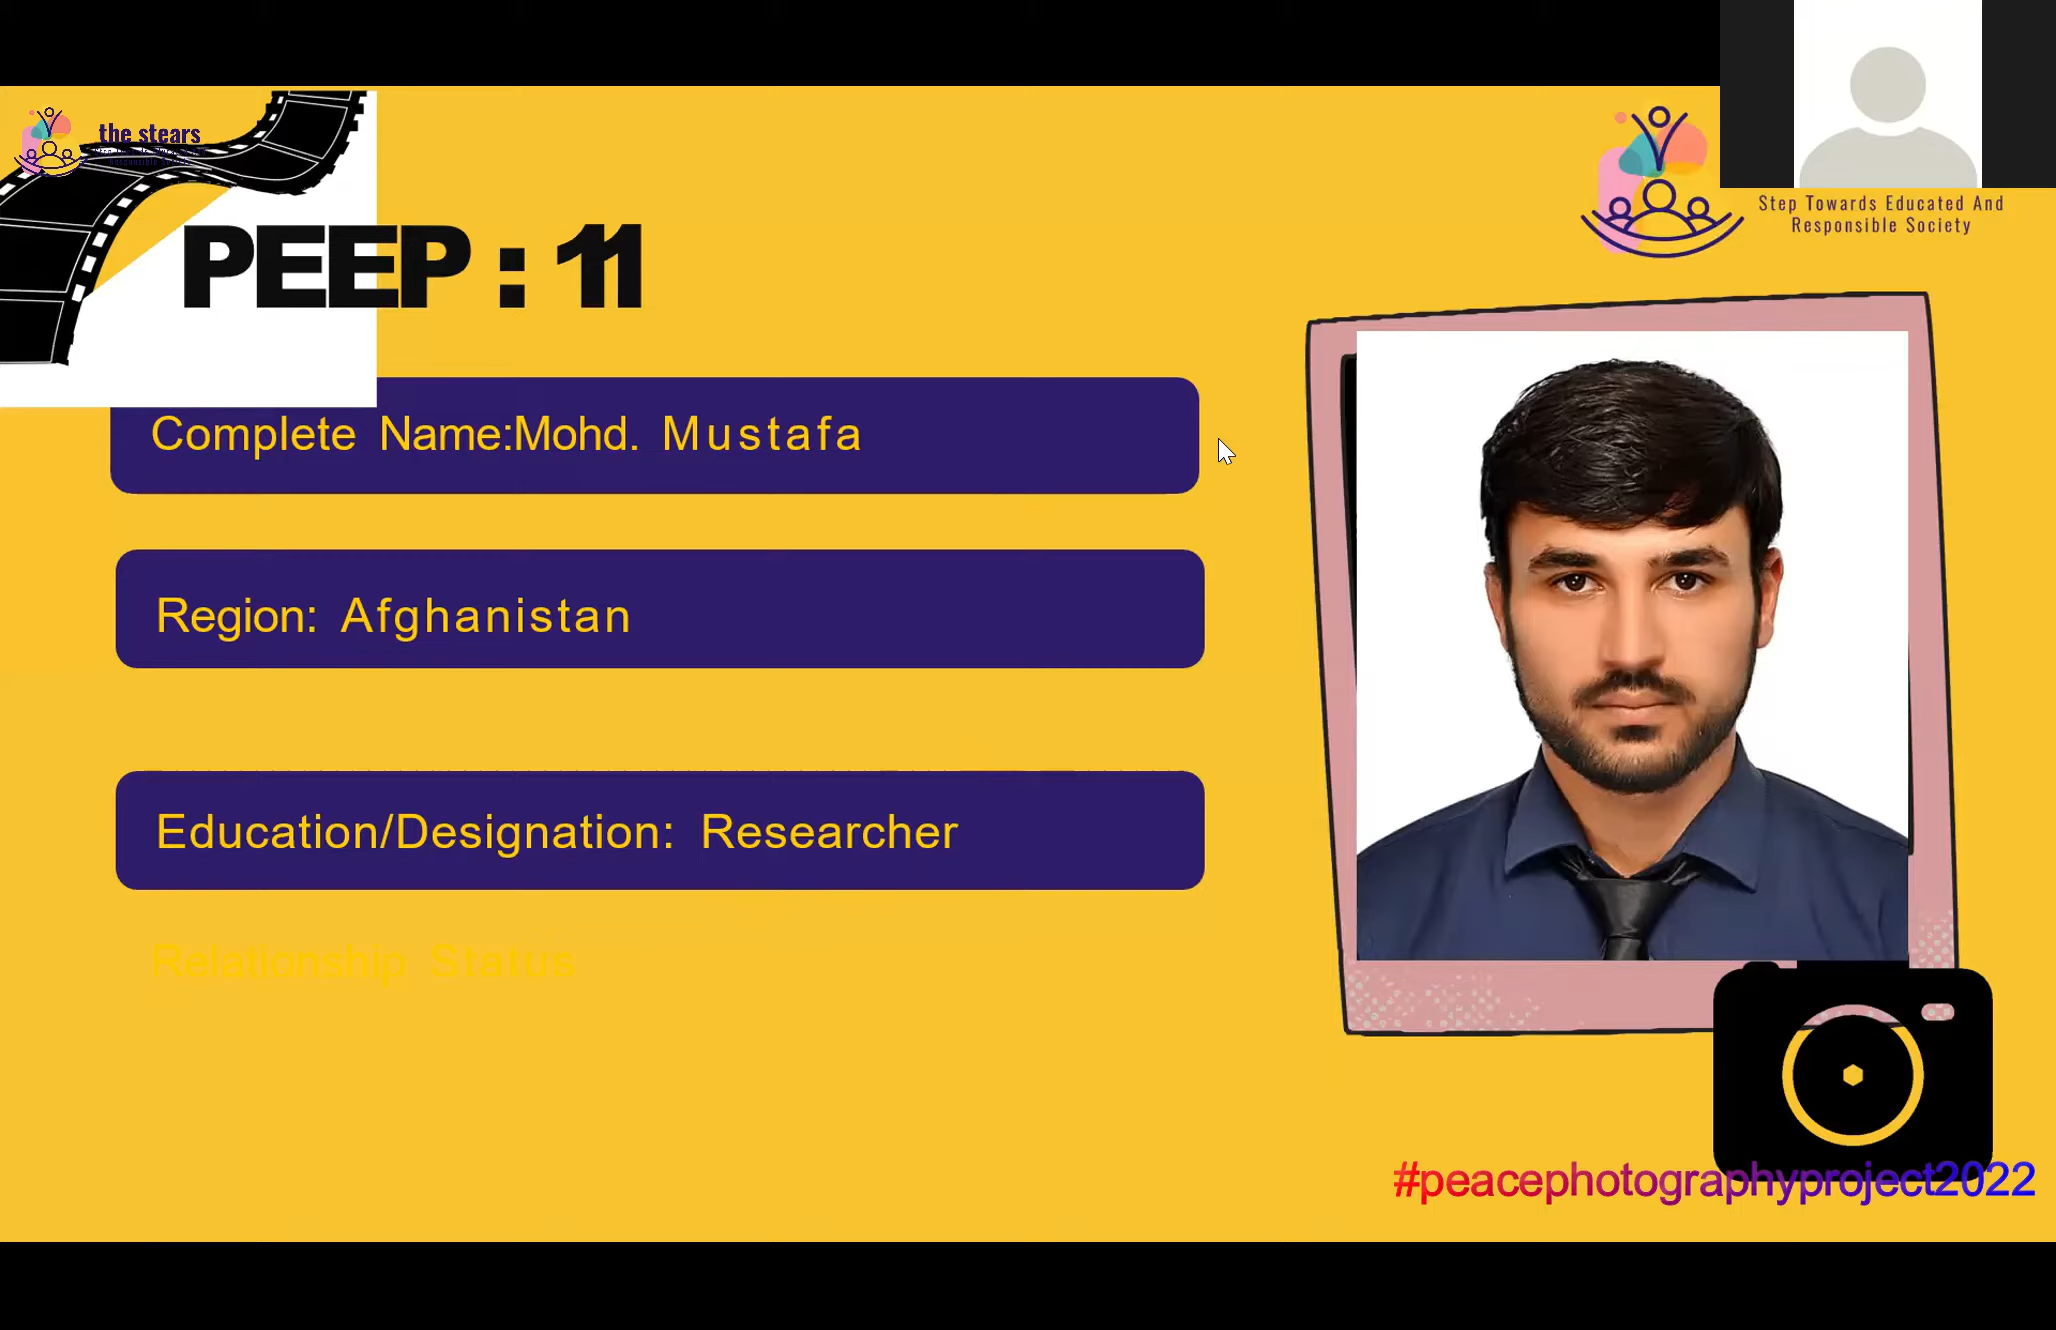 the stears
Step Towards Educated And
Responsible Society
PEEP : 11
Complete Name:Mohd. Mustafa
Region: Afghanistan
Education/Designation: Researcher
Relationship Status
#peacephotographyproject2022